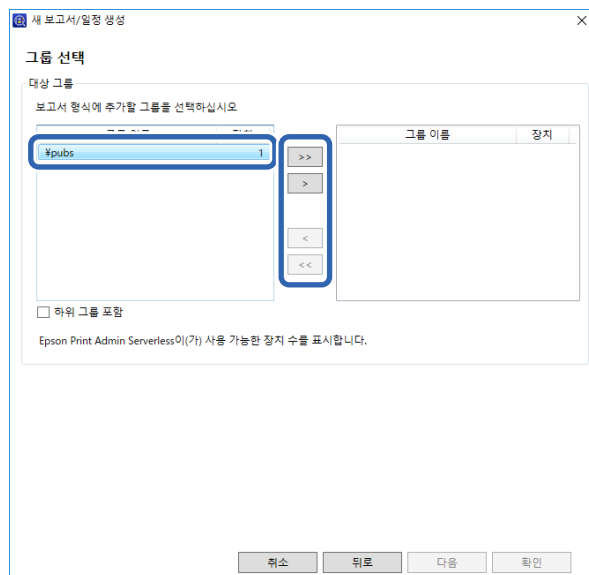 새 보고서/일정 생성
그룹 선택
대상 그룹
보고서 형식에 추가할 그룹을 선택하십시오
그룹 이름 장치
¥pubs 1
>>
>
<
<<
하위 그룹 포함
Epson Print Admin Serverless이(가) 사용 가능한 장치 수를 표시합니다.
취소 뒤로 다음 확인